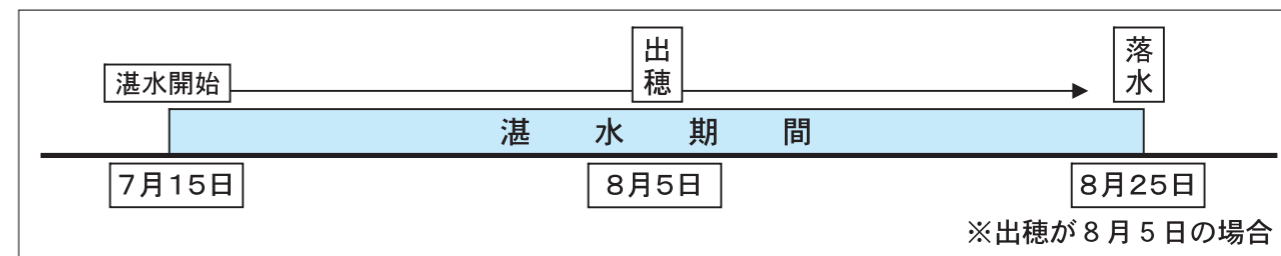 出穂
落水
湛水開始
湛水期間
7月15日
8月5日
8月25日
※出穂が8月5日の場合